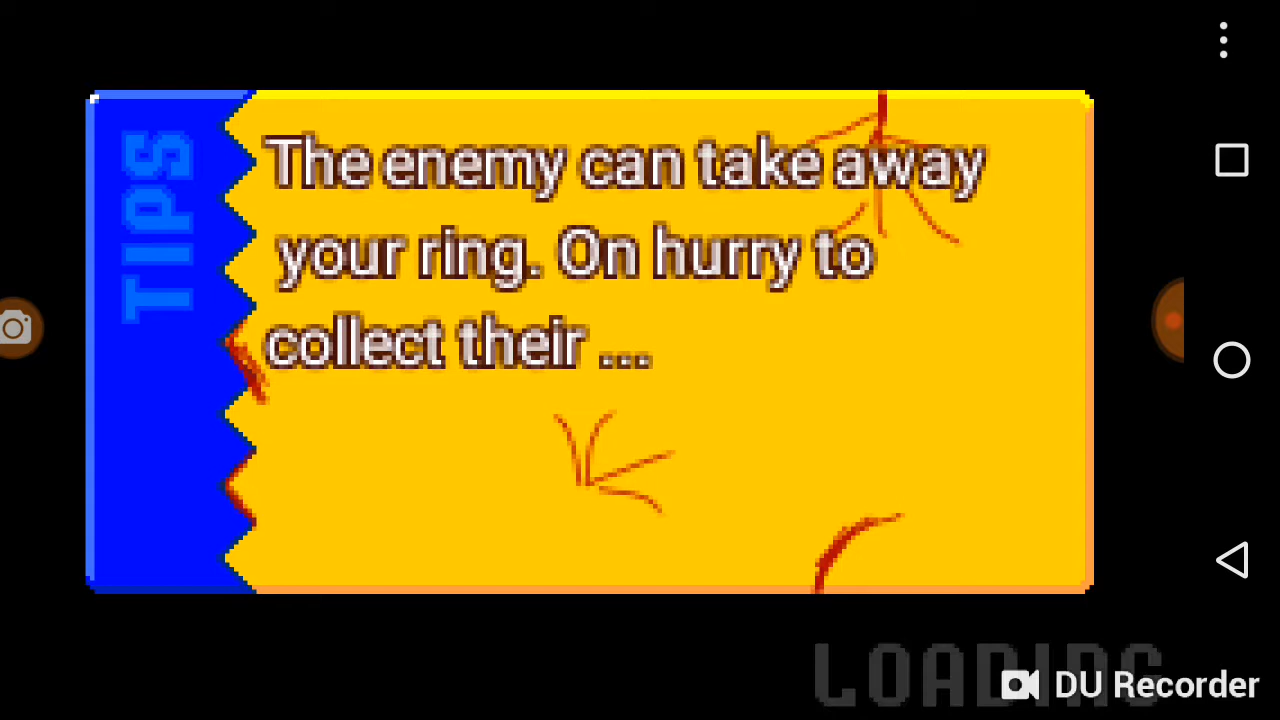 TIPS
The enemy can take away
your ring. On hurry to
collect their ...
LOADING
DU Recorder